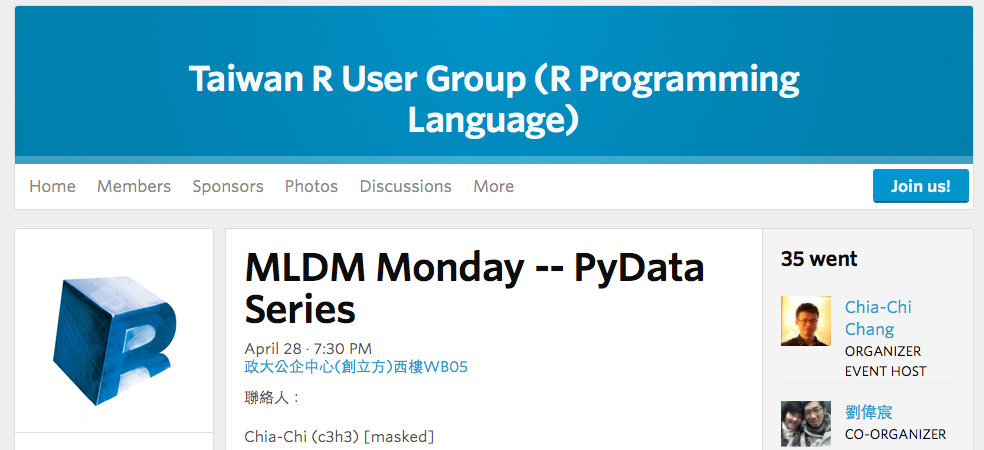 Taiwan R User Group (R Programming
Language)
Home Members Sponsors Photos Discussions More
Join us!
R
MLDM Monday -- PyData
Series
April 28 · 7:30 PM
政大公企中心(創立方)西樓WB05
聯絡人：
Chia-Chi (c3h3) [masked]
35 went
Chia-Chi
Chang
ORGANIZER
EVENT HOST
劉偉宸
CO-ORGANIZER